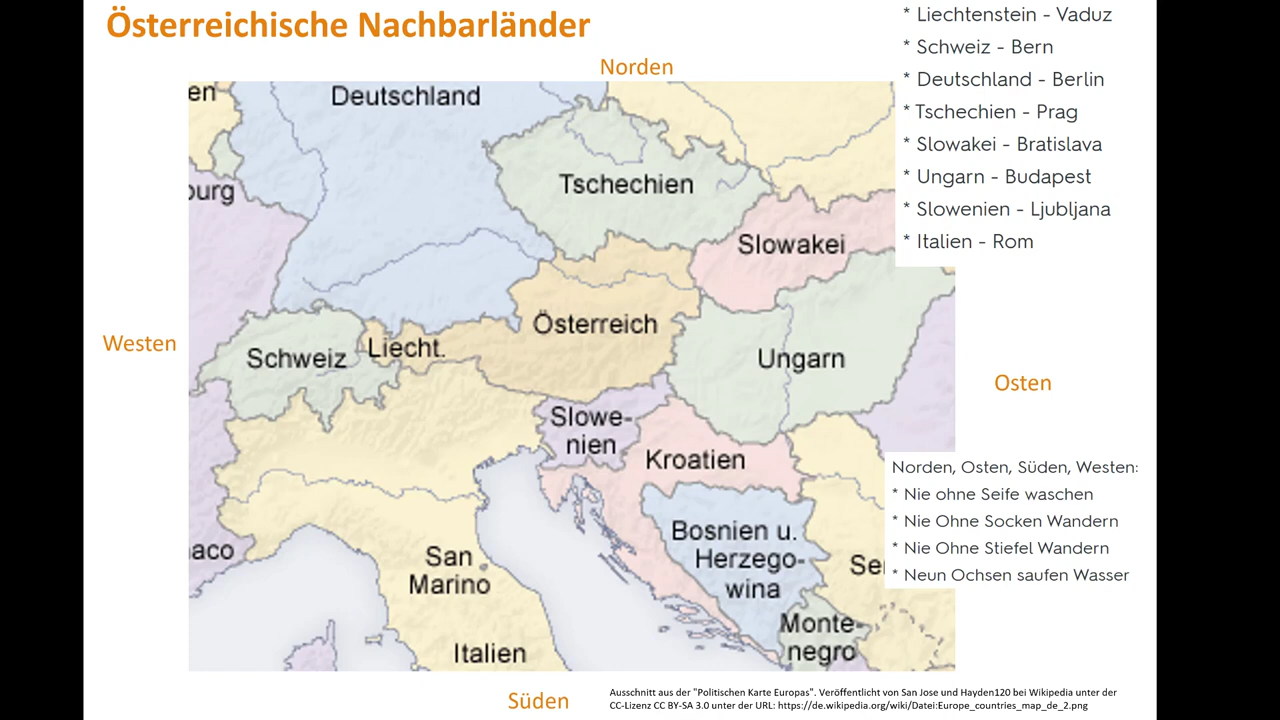 Österreichische Nachbarländer
* Liechtenstein - Vaduz
* Schweiz - Bern
* Deutschland - Berlin
* Tschechien - Prag
* Slowakei - Bratislava
* Ungarn - Budapest
* Slowenien - Ljubljana
* Italien - Rom
Norden
en
Deutschland
Tschechien
ourg
Slowakei
Österreich
Westen
Schweiz
Liecht.
Ungarn
Osten
Slowe-
nien
Kroatien
Norden, Osten, Süden, Westen:
* Nie ohne Seife waschen
* Nie Ohne Socken Wandern
* Nie Ohne Stiefel Wandern
* Neun Ochsen saufen Wasser
Bosnien u.
Herzego-
wina
aco
San
Marino
Se
Monte-
negro
Italien
Süden
Ausschnitt aus der "Politischen Karte Europas". Veröffentlicht von San Jose und Hayden120 bei Wikipedia unter der
CC-Lizenz CC BY-SA 3.0 unter der URL: https://de.wikipedia.org/wiki/Datei:Europe_countries_map_de_2.png